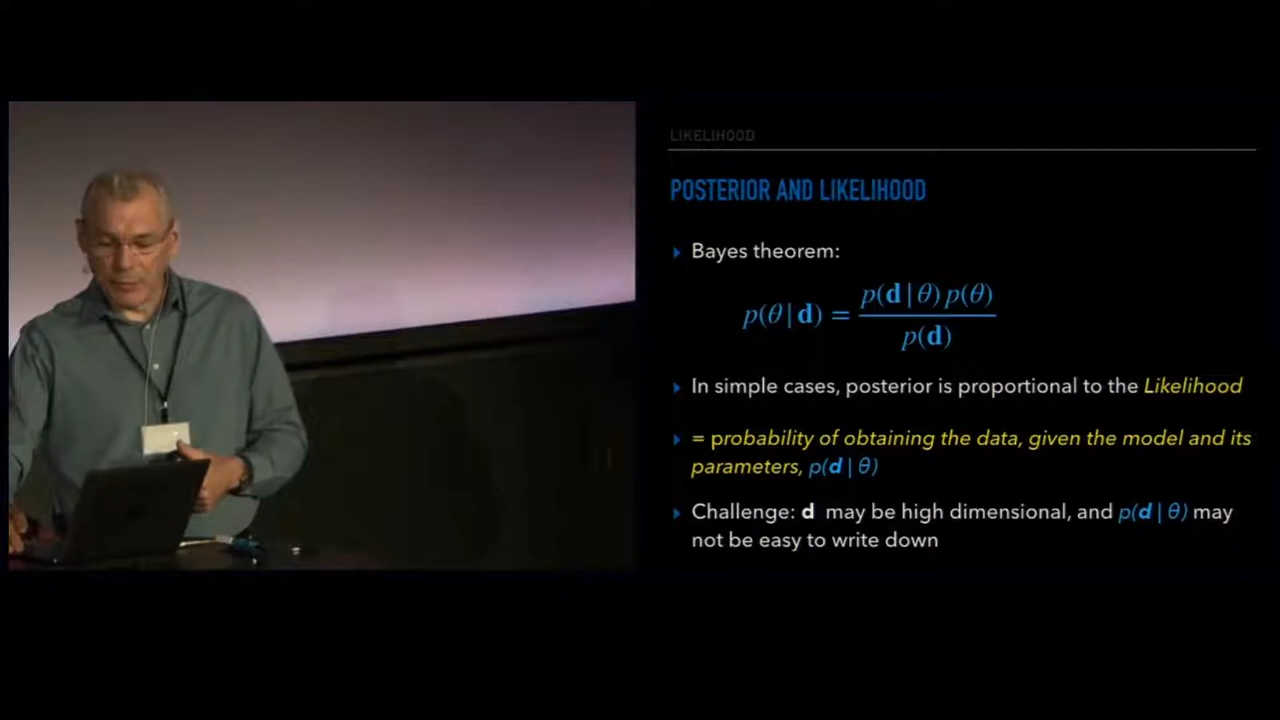 LIKELIHOOD
POSTERIOR AND LIKELIHOOD
Bayes theorem:
p(θ|d) = p(d|θ) p(θ) / p(d)
In simple cases, posterior is proportional to the Likelihood
= probability of obtaining the data, given the model and its
parameters, p(d|θ)
Challenge: d may be high dimensional, and p(d|θ) may
not be easy to write down